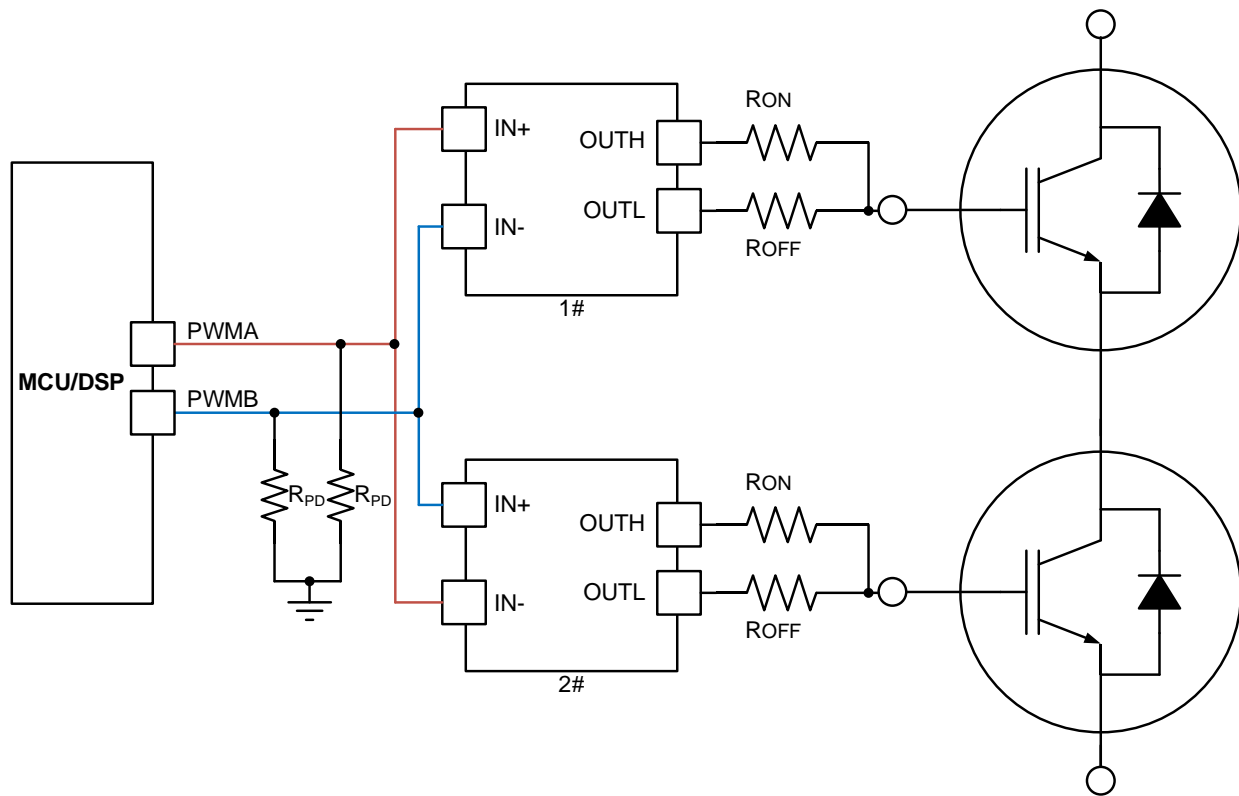 MCU/DSP
PWMA
PWMB
RPD
RPD
IN+
IN-
OUTH
OUTL
1#
RON
ROFF
IN+
IN-
OUTH
OUTL
2#
RON
ROFF